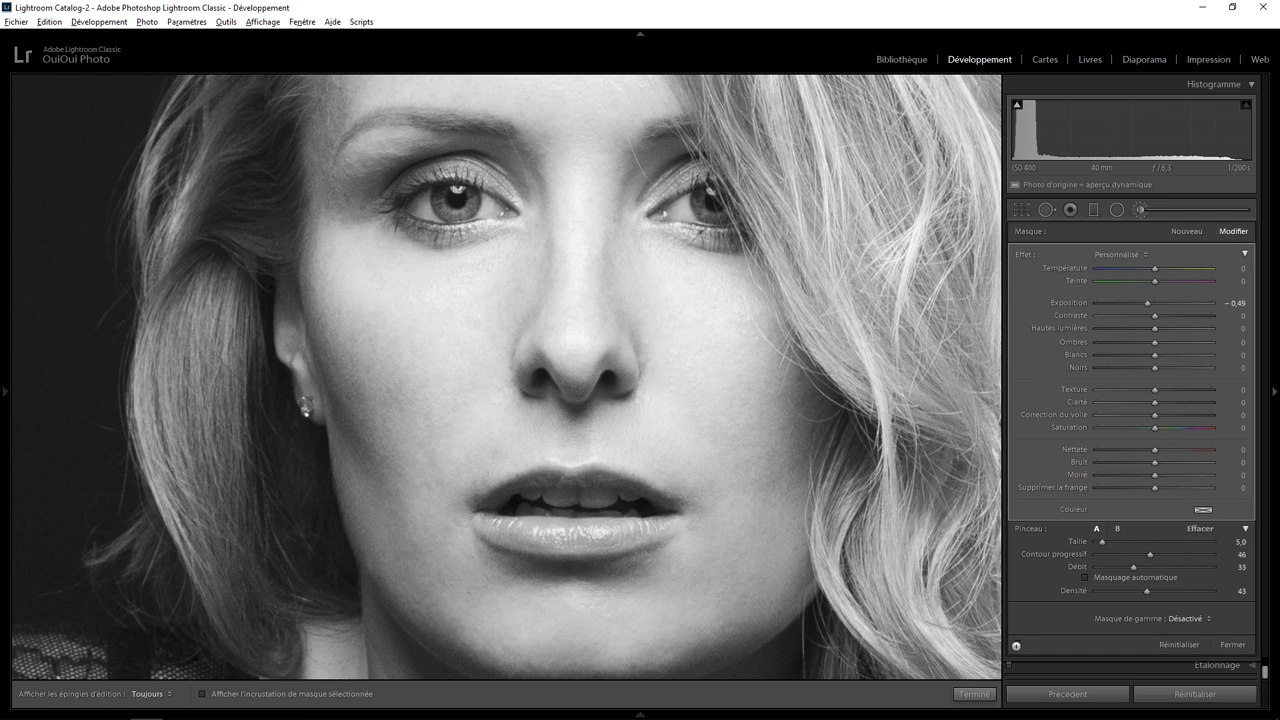 Lightroom Catalog-2 - Adobe Photoshop Lightroom Classic - Développement
Fichier Edition Développement Photo Paramètres Outils Affichage Fenêtre Aide Scripts
Lr Adobe Lightroom Classic
OuiOui Photo
Bibliothèque | Développement | Cartes | Livres | Diaporama | Impression | Web
Histogramme
ISO 400 40 mm ƒ / 6,3 1/200 s
Photo d'origine + aperçu dynamique
Masque : Nouveau Modifier
Effet : Personnalisé
Température 0
Teinte 0
Exposition – 0,49
Contraste 0
Hautes lumières 0
Ombres 0
Blancs 0
Noirs 0
Texture 0
Clarté 0
Correction du voile 0
Saturation 0
Netteté 0
Bruit 0
Moiré 0
Supprimer la frange 0
Couleur
Pinceau : A B Effacer
Taille 5,0
Contour progressif 46
Débit 33
Masquage automatique
Densité 43
Masque de gamme : Désactivé
Réinitialiser Fermer
Etalonnage
Afficher les épingles d'édition : Toujours Afficher l'incrustation de masque sélectionnée Terminé
Précédent Réinitialiser